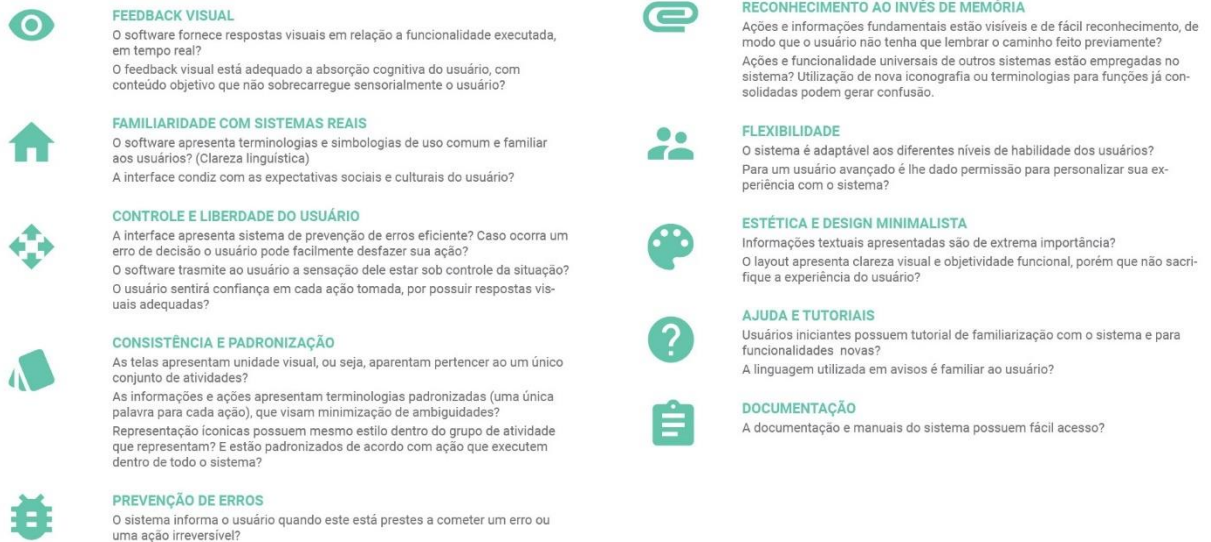 FEEDBACK VISUAL
O software fornece respostas visuais em relação a funcionalidade executada,
em tempo real?
O feedback visual está adequado a absorção cognitiva do usuário, com
conteúdo objetivo que não sobrecarregue sensorialmente o usuário?
FAMILIARIDADE COM SISTEMAS REAIS
O software apresenta terminologias e simbologias de uso comum e familiar
aos usuários? (Clareza linguística)
A interface condiz com as expectativas sociais e culturais do usuário?
CONTROLE E LIBERDADE DO USUÁRIO
A interface apresenta sistema de prevenção de erros eficiente? Caso ocorra um
erro de decisão o usuário pode facilmente desfazer sua ação?
O software trasmite ao usuário a sensação dele estar sob controle da situação?
O usuário sentirá confiança em cada ação tomada, por possuir respostas vis-
uais adequadas?
CONSISTÊNCIA E PADRONIZAÇÃO
As telas apresentam unidade visual, ou seja, aparentam pertencer ao um único
conjunto de atividades?
As informações e ações apresentam terminologias padronizadas (uma única
palavra para cada ação), que visam minimização de ambiguidades?
Representação íconicas possuem mesmo estilo dentro do grupo de atividade
que representam? E estão padronizados de acordo com ação que executem
dentro de todo o sistema?
PREVENÇÃO DE ERROS
O sistema informa o usuário quando este está prestes a cometer um erro ou
uma ação irreversível?
RECONHECIMENTO AO INVÉS DE MEMÓRIA
Ações e informações fundamentais estão visíveis e de fácil reconhecimento, de
modo que o usuário não tenha que lembrar o caminho feito previamente?
Ações e funcionalidade universais de outros sistemas estão empregadas no
sistema? Utilização de nova iconografia ou terminologias para funções já con-
solidadas podem gerar confusão.
FLEXIBILIDADE
O sistema é adaptável aos diferentes níveis de habilidade dos usuários?
Para um usuário avançado é lhe dado permissão para personalizar sua ex-
periência com o sistema?
ESTÉTICA E DESIGN MINIMALISTA
Informações textuais apresentadas são de extrema importância?
O layout apresenta clareza visual e objetividade funcional, porém que não sacri-
fique a experiência do usuário?
AJUDA E TUTORIAIS
Usuários iniciantes possuem tutorial de familiarização com o sistema e para
funcionalidades novas?
A linguagem utilizada em avisos é familiar ao usuário?
DOCUMENTAÇÃO
A documentação e manuais do sistema possuem fácil acesso?